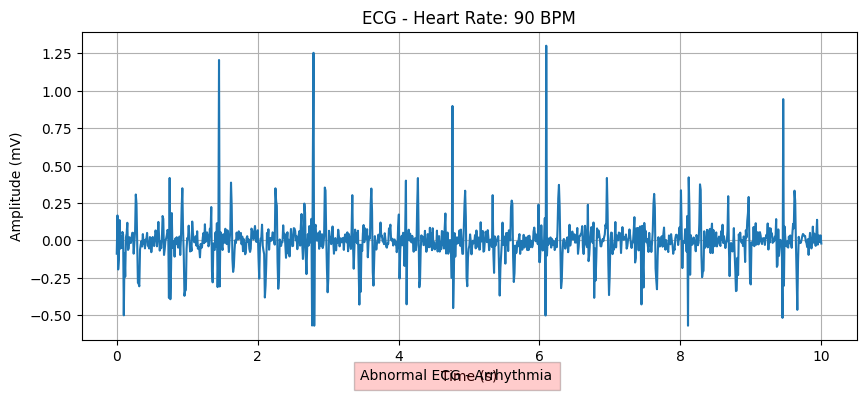 ECG - Heart Rate: 90 BPM
Amplitude (mV)
1.25
1.00
0.75
0.50
0.25
0.00
−0.25
−0.50
0 2 4 6 8 10
Time (s)
Abnormal ECG - Arrhythmia